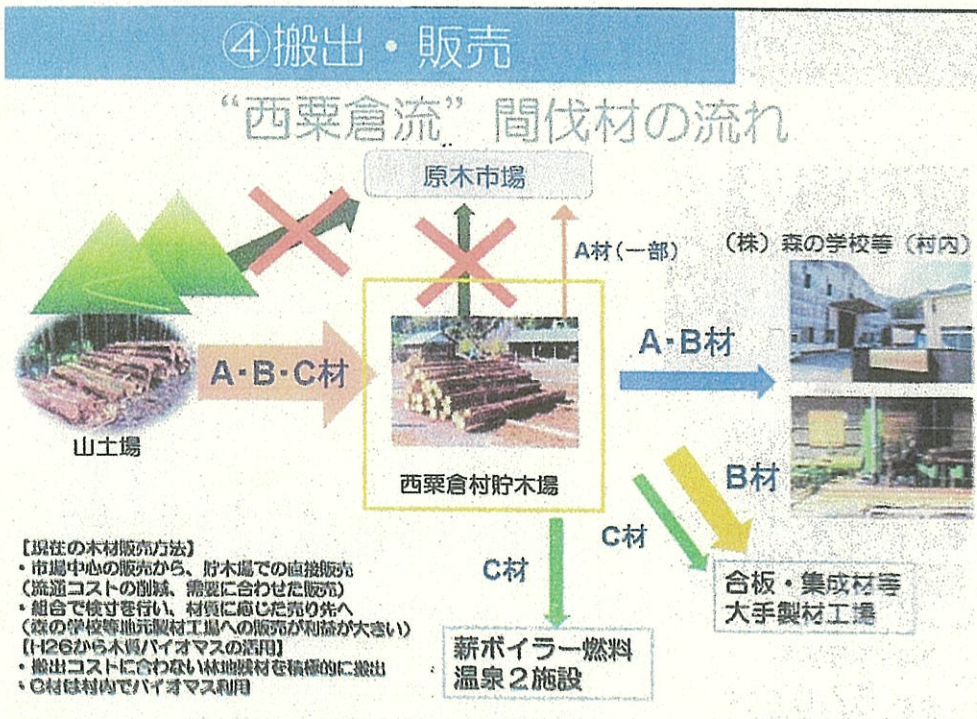 ④搬出・販売
“西粟倉流”間伐材の流れ
原木市場
A材(一部)
(株)森の学校等(村内)
A・B・C材
A・B材
山土場
西粟倉村貯木場
B材
C材
C材
合板・集成材等
大手製材工場
薪ボイラー燃料
温泉2施設
【現在の木材販売方法】
・市場中心の販売から、貯木場での直接販売
(流通コストの削減、需要に合わせた販売)
・組合で検寸を行い、材質に応じた売り先へ
(森の学校等地元製材工場への販売が利益が大きい)
【H26から木質バイオマスの活用】
・搬出コストに合わない林地残材を積極的に搬出
・C材は村内でバイオマス利用